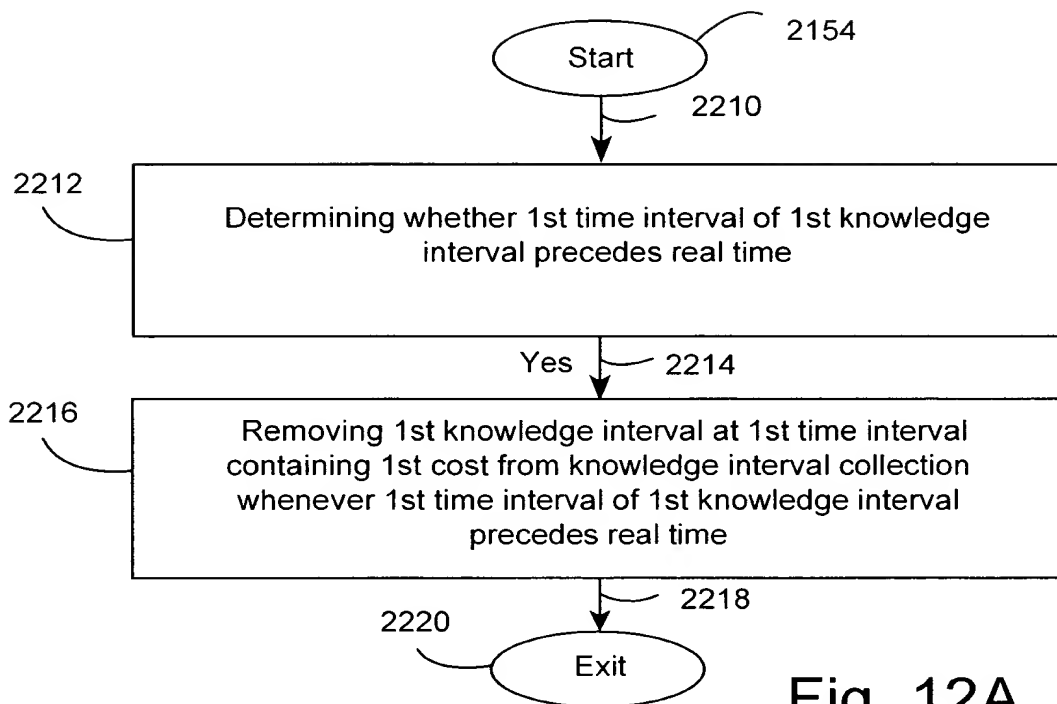 Start
2154
2210
2212
Determining whether 1st time interval of 1st knowledge
interval precedes real time
Yes
2214
2216
Removing 1st knowledge interval at 1st time interval
containing 1st cost from knowledge interval collection
whenever 1st time interval of 1st knowledge interval
precedes real time
2218
2220
Exit
Fig. 12A